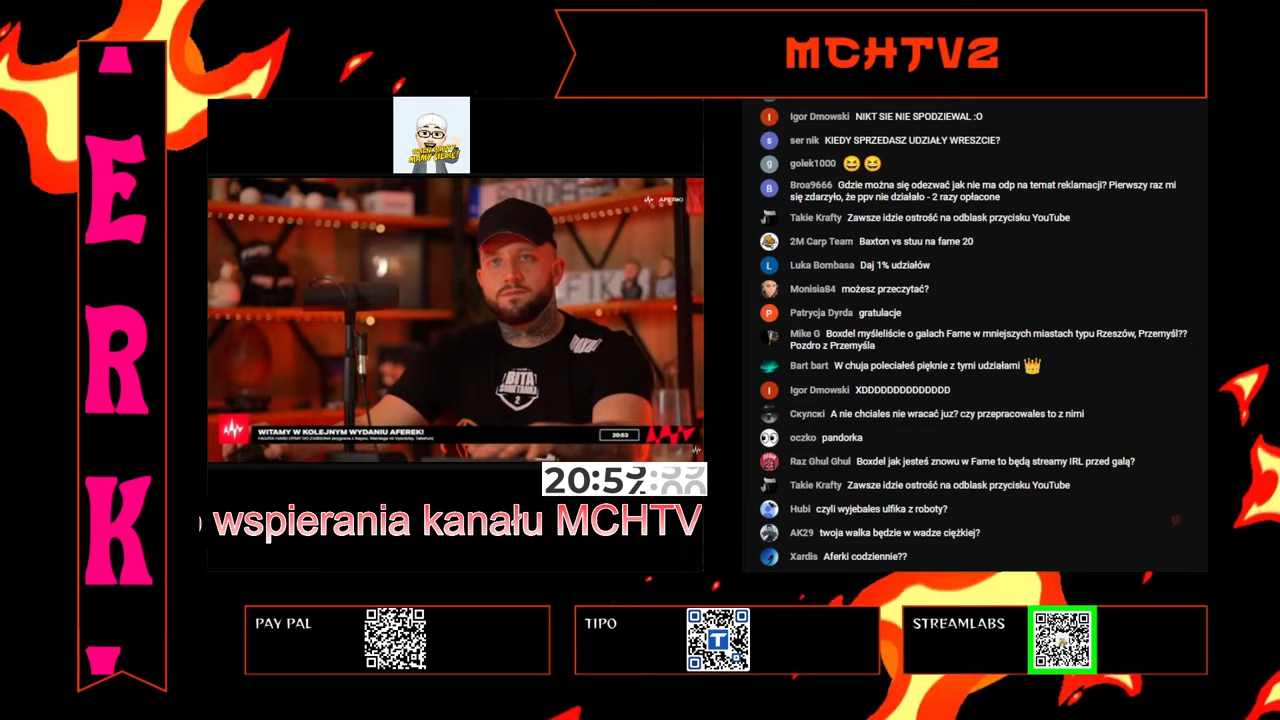 MCHTV2
E
R
K
MAMY CIEBIE!
AFERKI
BITA
ŚMIETANKA
2
WITAMY W KOLEJNYM WYDANIU AFEREK!
20:53
wspierania kanału MCHTV
Igor Dmowski NIKT SIE NIE SPODZIEWAL :O
ser nik KIEDY SPRZEDASZ UDZIAŁY WRESZCIE?
golek1000 😆😆
Broa9666 Gdzie można się odezwać jak nie ma odp na temat reklamacji? Pierwszy raz mi
się zdarzyło, że ppv nie działało - 2 razy opłacone
Takie Krafty Zawsze idzie ostrość na odblask przycisku YouTube
2M Carp Team Baxton vs stuu na fame 20
Luka Bombasa Daj 1% udziałów
Monisia84 możesz przeczytać?
Patrycja Dyrda gratulacje
Mike G Boxdel myśleliście o galach Fame w mniejszych miastach typu Rzeszów, Przemyśl??
Pozdro z Przemyśla
Bart bart W chuja poleciałeś pięknie z tymi udziałami 👑
Igor Dmowski XDDDDDDDDDDDDDD
Скупскі A nie chciales nie wracać juz? czy przepracowales to z nimi
oczko pandorka
Raz Ghul Ghul Boxdel jak jesteś znowu w Fame to będą streamy IRL przed galą?
Takie Krafty Zawsze idzie ostrość na odblask przycisku YouTube
Hubi czyli wyjebales ulfika z roboty?
AK29 twoja walka będzie w wadze ciężkiej?
Xardis Aferki codziennie??
PAY PAL
TIPO
T
STREAMLABS